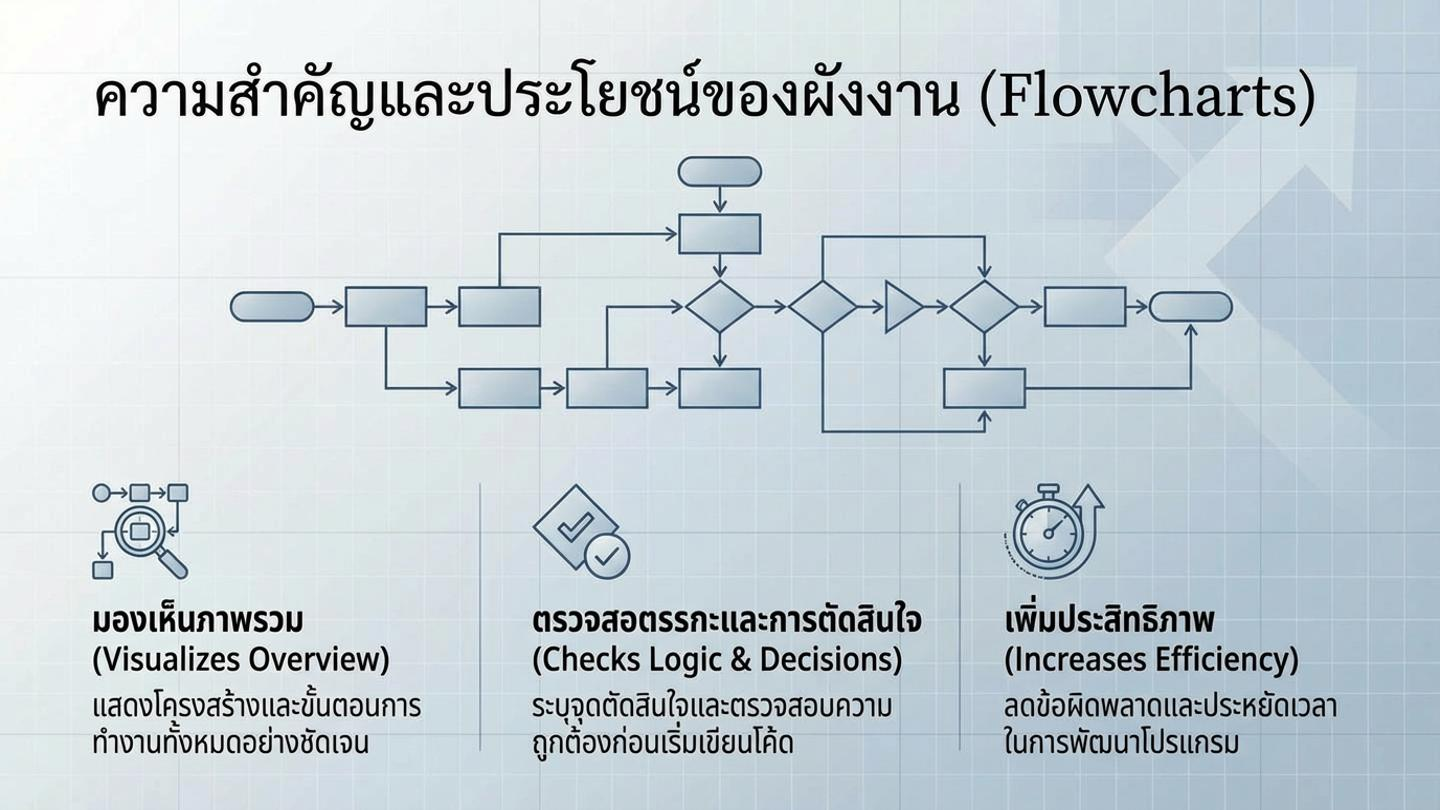 ความสำคัญและประโยชน์ของผังงาน (Flowcharts)
มองเห็นภาพรวม
(Visualizes Overview)
แสดงโครงสร้างและขั้นตอนการ
ทำงานทั้งหมดอย่างชัดเจน
ตรวจสอตรรกะและการตัดสินใจ
(Checks Logic & Decisions)
ระบุจุดตัดสินใจและตรวจสอบความ
ถูกต้องก่อนเริ่มเขียนโค้ด
เพิ่มประสิทธิภาพ
(Increases Efficiency)
ลดข้อผิดพลาดและประหยัดเวลา
ในการพัฒนาโปรแกรม